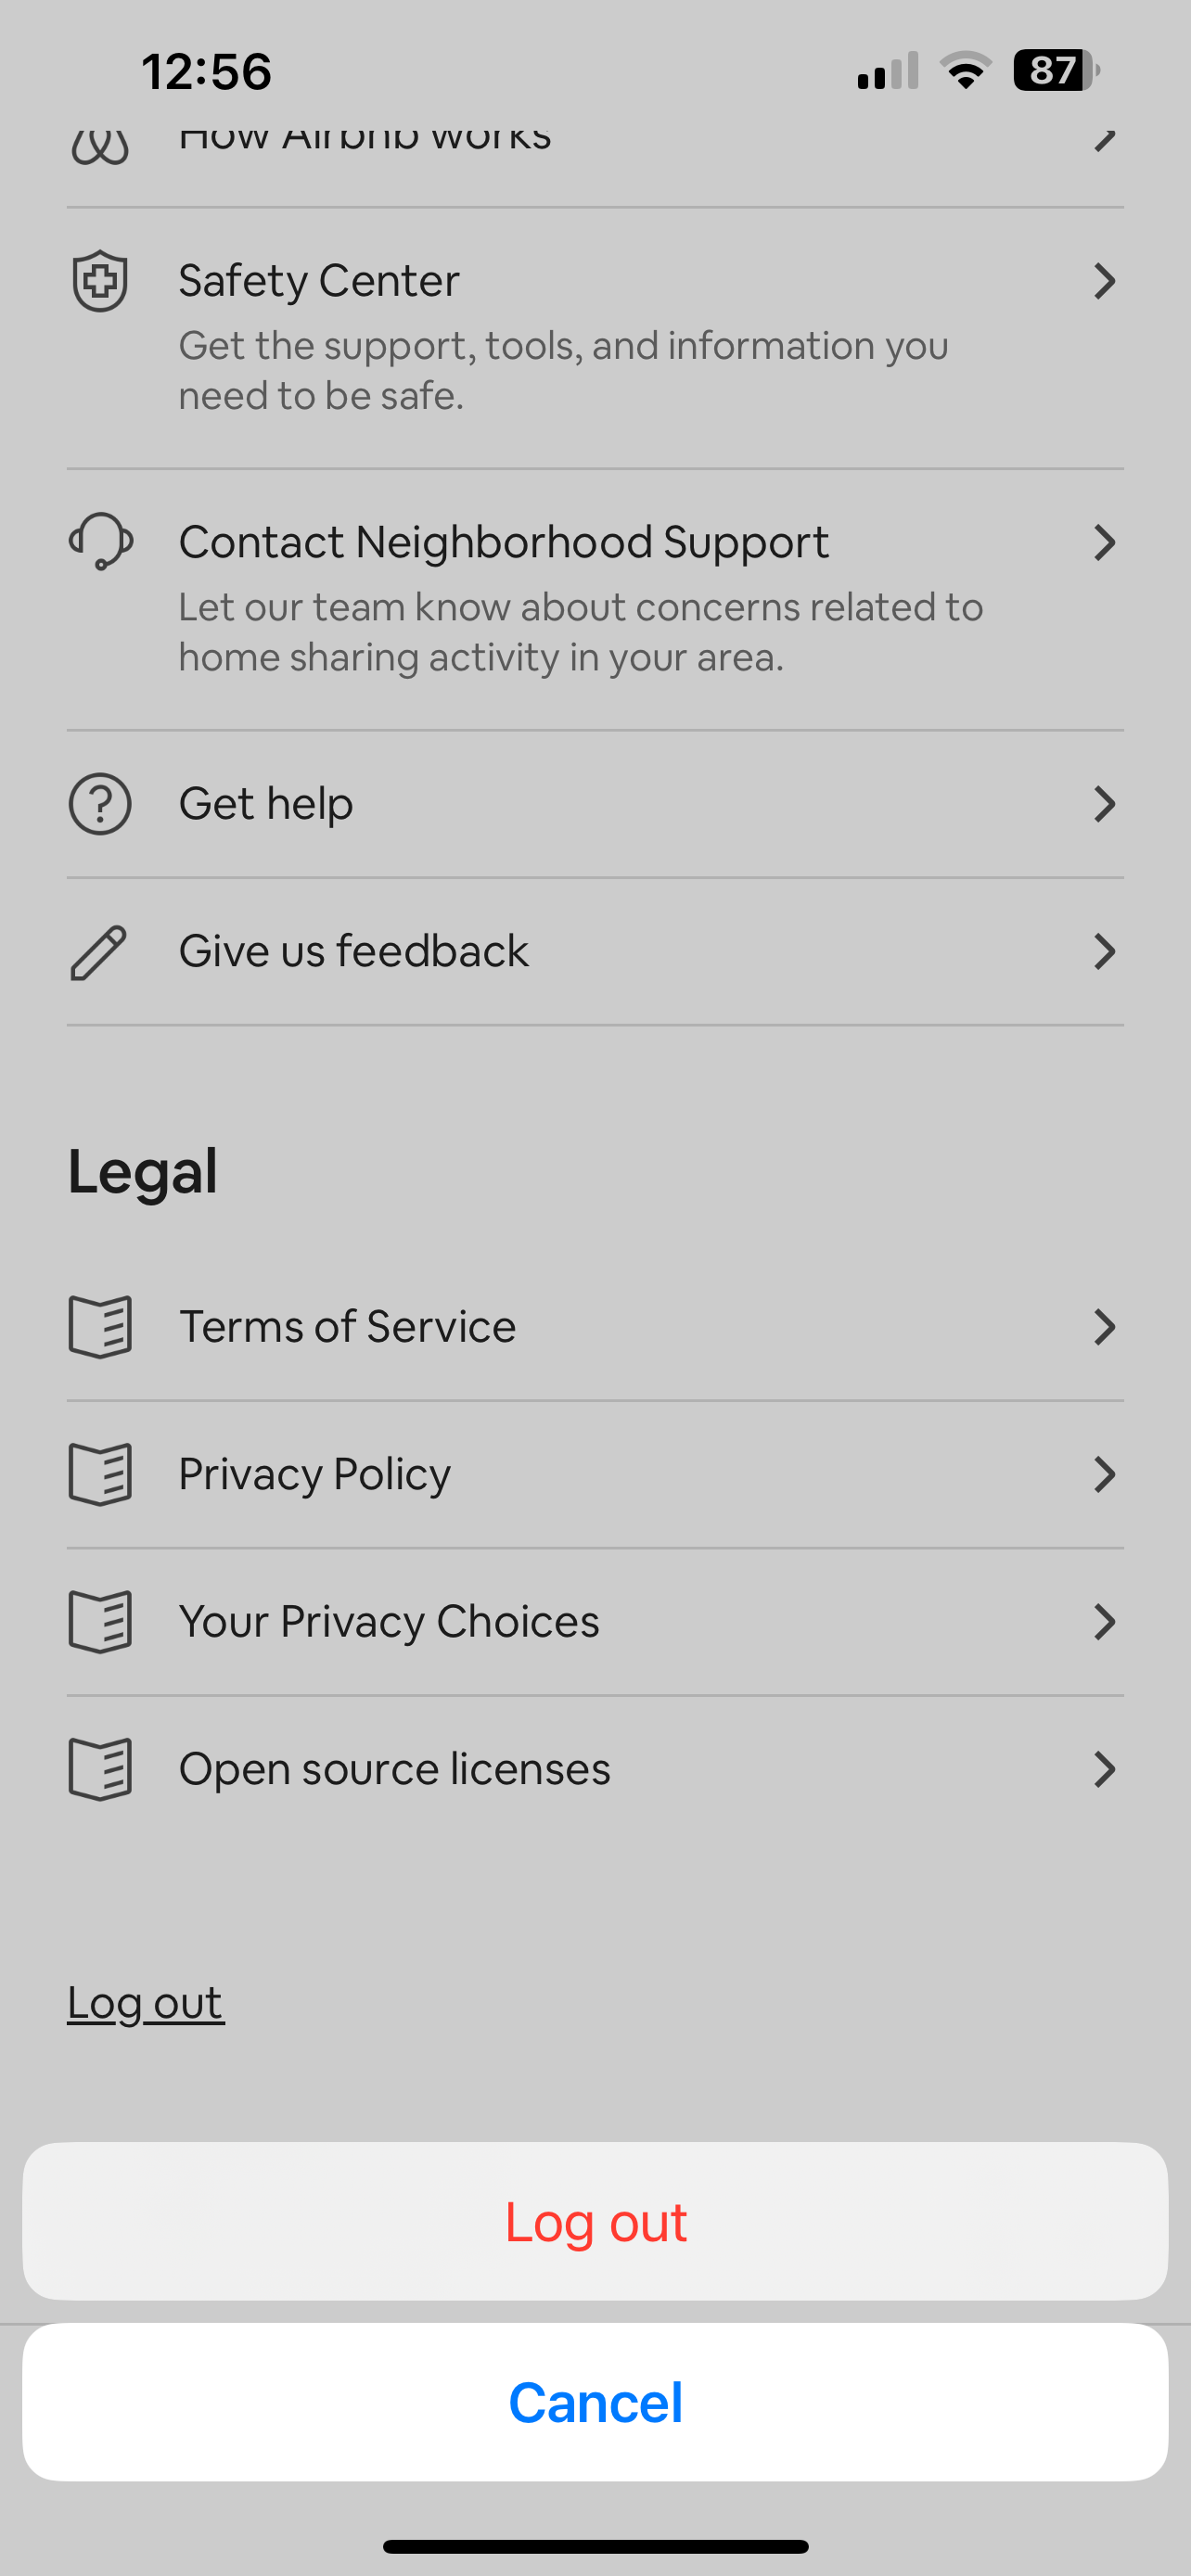 12:56
87
How Airbnb works
Safety Center
Get the support, tools, and information you
need to be safe.
Contact Neighborhood Support
Let our team know about concerns related to
home sharing activity in your area.
Get help
Give us feedback
Legal
Terms of Service
Privacy Policy
Your Privacy Choices
Open source licenses
Log out
Log out
Cancel